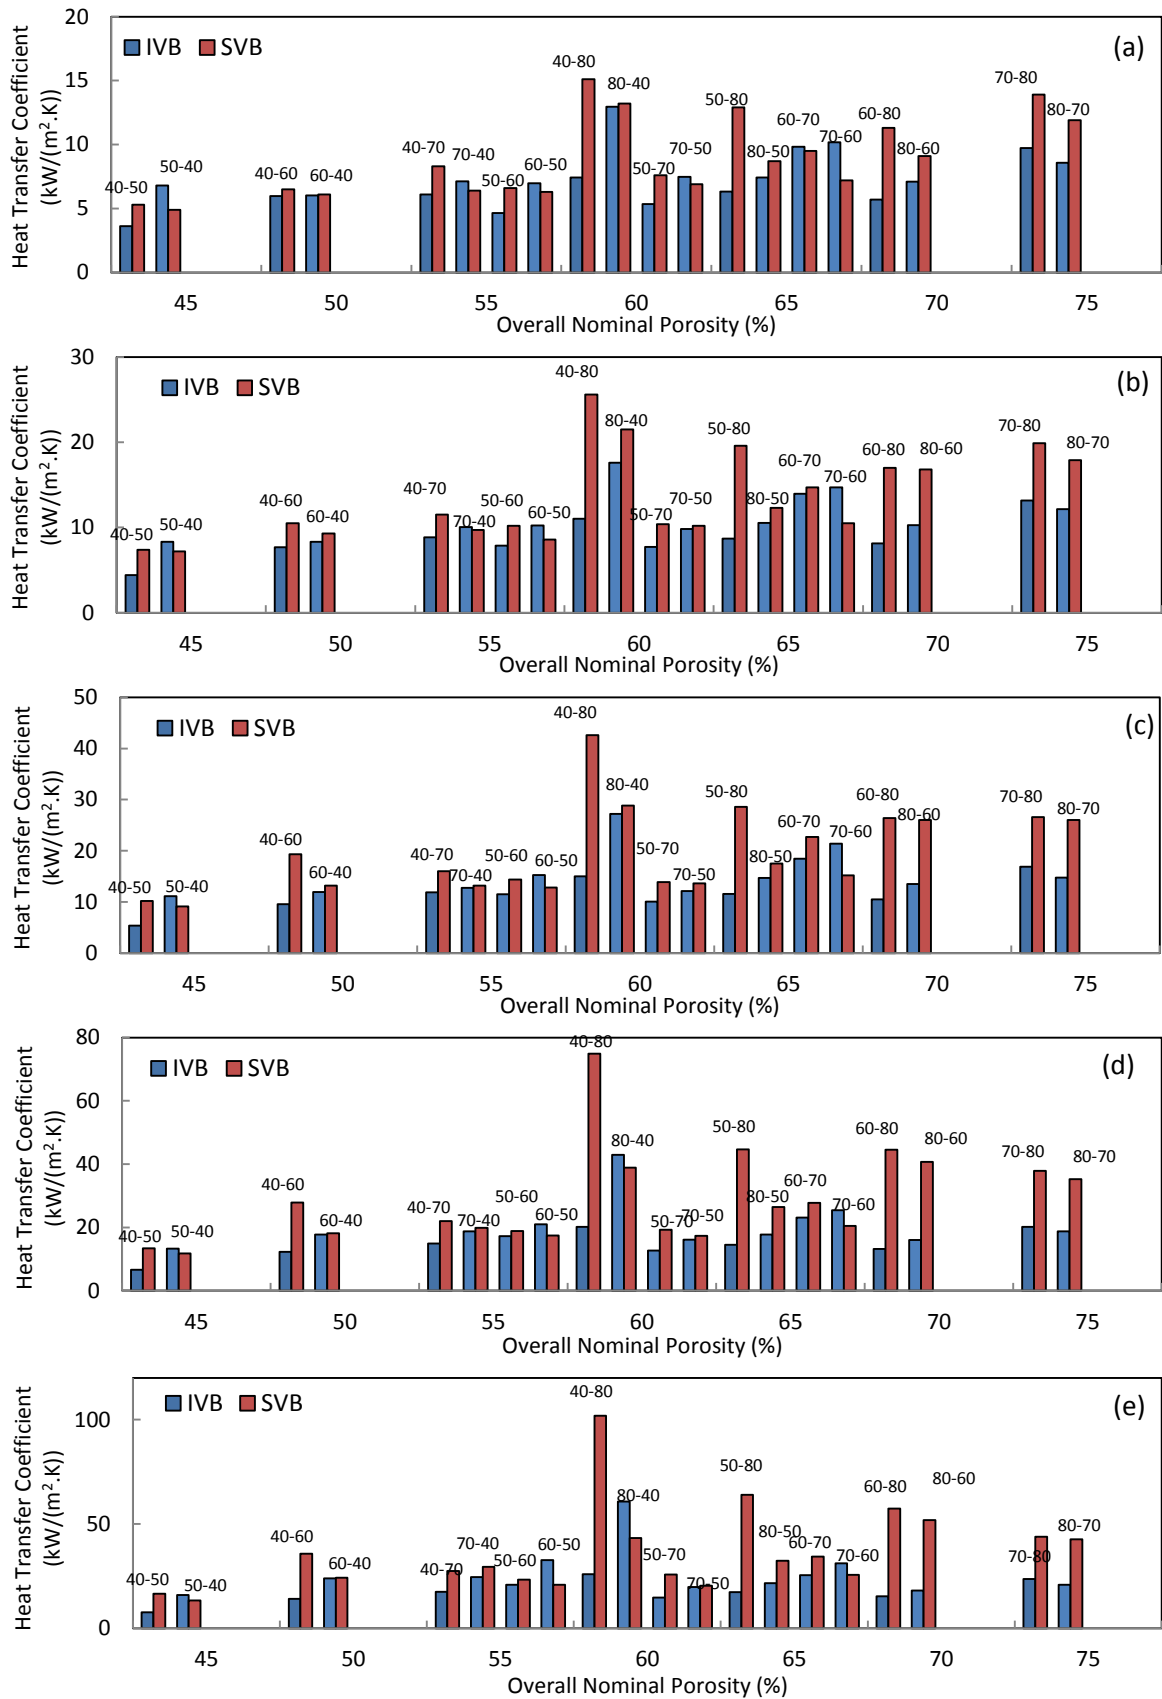 Heat Transfer Coefficient
(kW/(m².K))
20
15
10
5
0
IVB SVB
(a)
40-50 50-40 40-60 60-40 40-70 70-40 50-60 60-50 40-80 80-40 50-70 70-50 50-80 80-50 60-70 70-60 60-80 80-60 70-80 80-70
45 50 55 60 65 70 75
Overall Nominal Porosity (%)
Heat Transfer Coefficient
(kW/(m².K))
30
20
10
0
IVB SVB
(b)
40-50 50-40 40-60 60-40 40-70 70-40 50-60 60-50 40-80 80-40 50-70 70-50 50-80 80-50 60-70 70-60 60-80 80-60 70-80 80-70
45 50 55 60 65 70 75
Overall Nominal Porosity (%)
Heat Transfer Coefficient
(kW/(m².K))
50
40
30
20
10
0
IVB SVB
(c)
40-50 50-40 40-60 60-40 40-70 70-40 50-60 60-50 40-80 80-40 50-70 70-50 50-80 80-50 60-70 70-60 60-80 80-60 70-80 80-70
45 50 55 60 65 70 75
Overall Nominal Porosity (%)
Heat Transfer Coefficient
(kW/(m².K))
80
60
40
20
0
IVB SVB
(d)
40-50 50-40 40-60 60-40 40-70 70-40 50-60 60-50 40-80 80-40 50-70 70-50 50-80 80-50 60-70 70-60 60-80 80-60 70-80 80-70
45 50 55 60 65 70 75
Overall Nominal Porosity (%)
Heat Transfer Coefficient
(kW/(m².K))
100
50
0
IVB SVB
(e)
40-50 50-40 40-60 60-40 40-70 70-40 50-60 60-50 40-80 80-40 50-70 70-50 50-80 80-50 60-70 70-60 60-80 80-60 70-80 80-70
45 50 55 60 65 70 75
Overall Nominal Porosity (%)